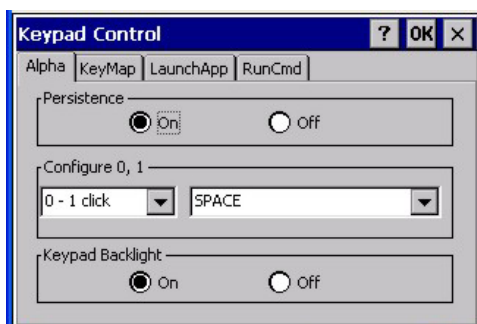 Keypad Control ? OK ×
Alpha KeyMap LaunchApp RunCmd
Persistence
On Off
Configure 0, 1
0 - 1 click SPACE
Keypad Backlight
On Off